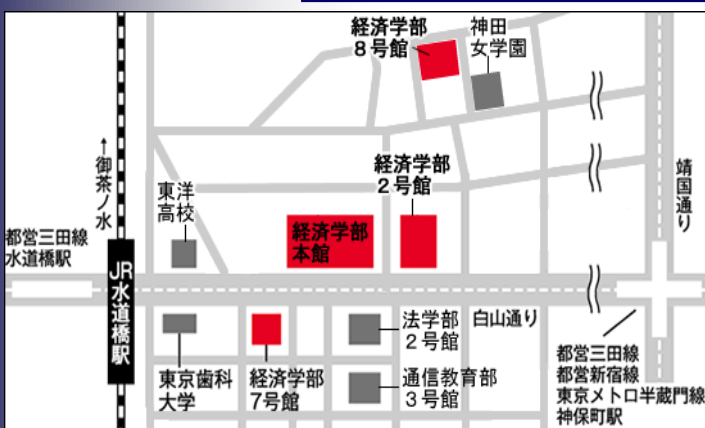 経済学部
８号館
神田
女学園
←御茶ノ水
東洋
高校
経済学部
２号館
靖国通り
都営三田線
水道橋駅
経済学部
本館
JR水道橋駅
法学部
２号館
白山通り
東京歯科
大学
経済学部
7号館
通信教育部
３号館
都営三田線
都営新宿線
東京メトロ半蔵門線
神保町駅